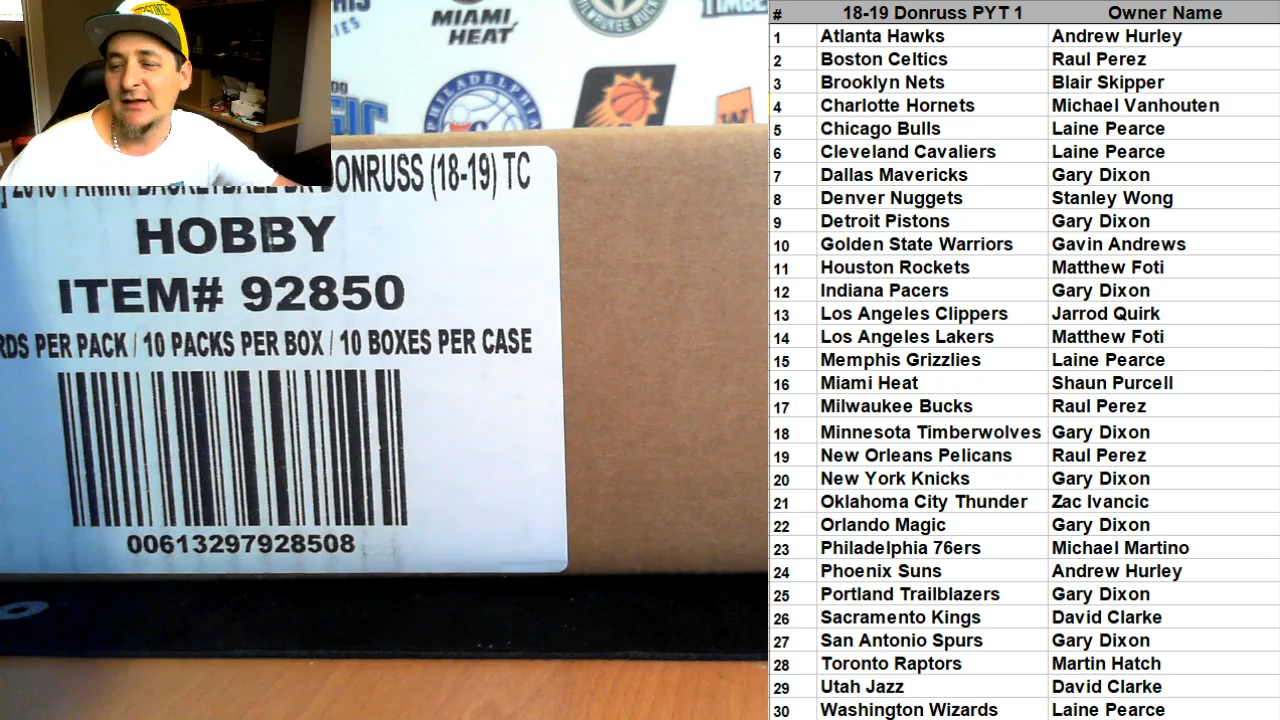 MIAMI
HEAT
MILWAUKEE BUCKS
PHILADELPHIA
DONRUSS (18-19) TC
HOBBY
ITEM# 92850
PER PACK / 10 PACKS PER BOX / 10 BOXES PER CASE
00613297928508
# 18-19 Donruss PYT 1 Owner Name
1 Atlanta Hawks Andrew Hurley
2 Boston Celtics Raul Perez
3 Brooklyn Nets Blair Skipper
4 Charlotte Hornets Michael Vanhouten
5 Chicago Bulls Laine Pearce
6 Cleveland Cavaliers Laine Pearce
7 Dallas Mavericks Gary Dixon
8 Denver Nuggets Stanley Wong
9 Detroit Pistons Gary Dixon
10 Golden State Warriors Gavin Andrews
11 Houston Rockets Matthew Foti
12 Indiana Pacers Gary Dixon
13 Los Angeles Clippers Jarrod Quirk
14 Los Angeles Lakers Matthew Foti
15 Memphis Grizzlies Laine Pearce
16 Miami Heat Shaun Purcell
17 Milwaukee Bucks Raul Perez
18 Minnesota Timberwolves Gary Dixon
19 New Orleans Pelicans Raul Perez
20 New York Knicks Gary Dixon
21 Oklahoma City Thunder Zac Ivancic
22 Orlando Magic Gary Dixon
23 Philadelphia 76ers Michael Martino
24 Phoenix Suns Andrew Hurley
25 Portland Trailblazers Gary Dixon
26 Sacramento Kings David Clarke
27 San Antonio Spurs Gary Dixon
28 Toronto Raptors Martin Hatch
29 Utah Jazz David Clarke
30 Washington Wizards Laine Pearce